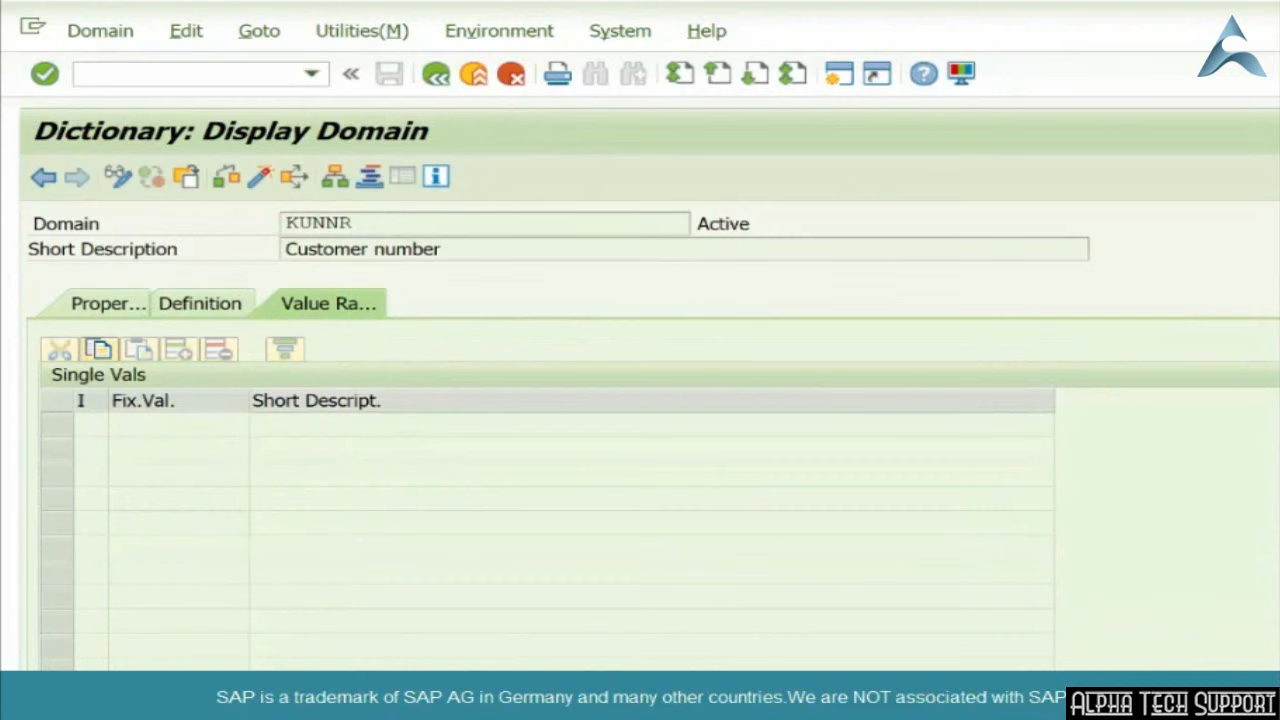 Domain Edit Goto Utilities(M) Environment System Help
Dictionary: Display Domain
Domain KUNNR Active
Short Description Customer number
Proper... Definition Value Ra...
Single Vals
I Fix.Val. Short Descript.
SAP is a trademark of SAP AG in Germany and many other countries.We are NOT associated with SAP
Alpha Tech Support